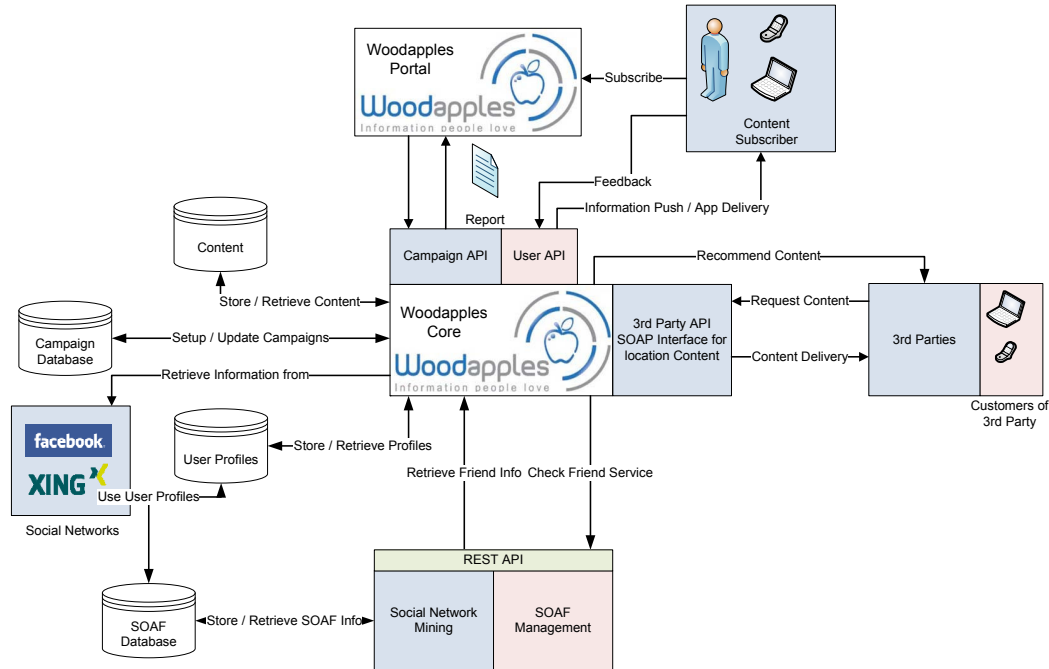 Woodapples
Portal
Woodapples
Information people love
Subscribe
Content
Subscriber
Feedback
Information Push / App Delivery
Report
Content
Campaign API
User API
Recommend Content
Store / Retrieve Content
Woodapples
Core
Woodapples
Information people love
3rd Party API
SOAP Interface for
location Content
Request Content
3rd Parties
Content Delivery
Customers of
3rd Party
Campaign
Database
Setup / Update Campaigns
Retrieve Information from
facebook.
XING
Social Networks
User Profiles
Store / Retrieve Profiles
Use User Profiles
Retrieve Friend Info
Check Friend Service
REST API
Social Network
Mining
SOAF
Management
SOAF
Database
Store / Retrieve SOAF Info